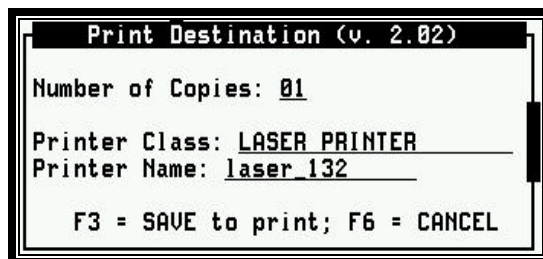 Print Destination (v. 2.02)
Number of Copies: 01
Printer Class: LASER PRINTER
Printer Name: laser_132
F3 = SAVE to print; F6 = CANCEL